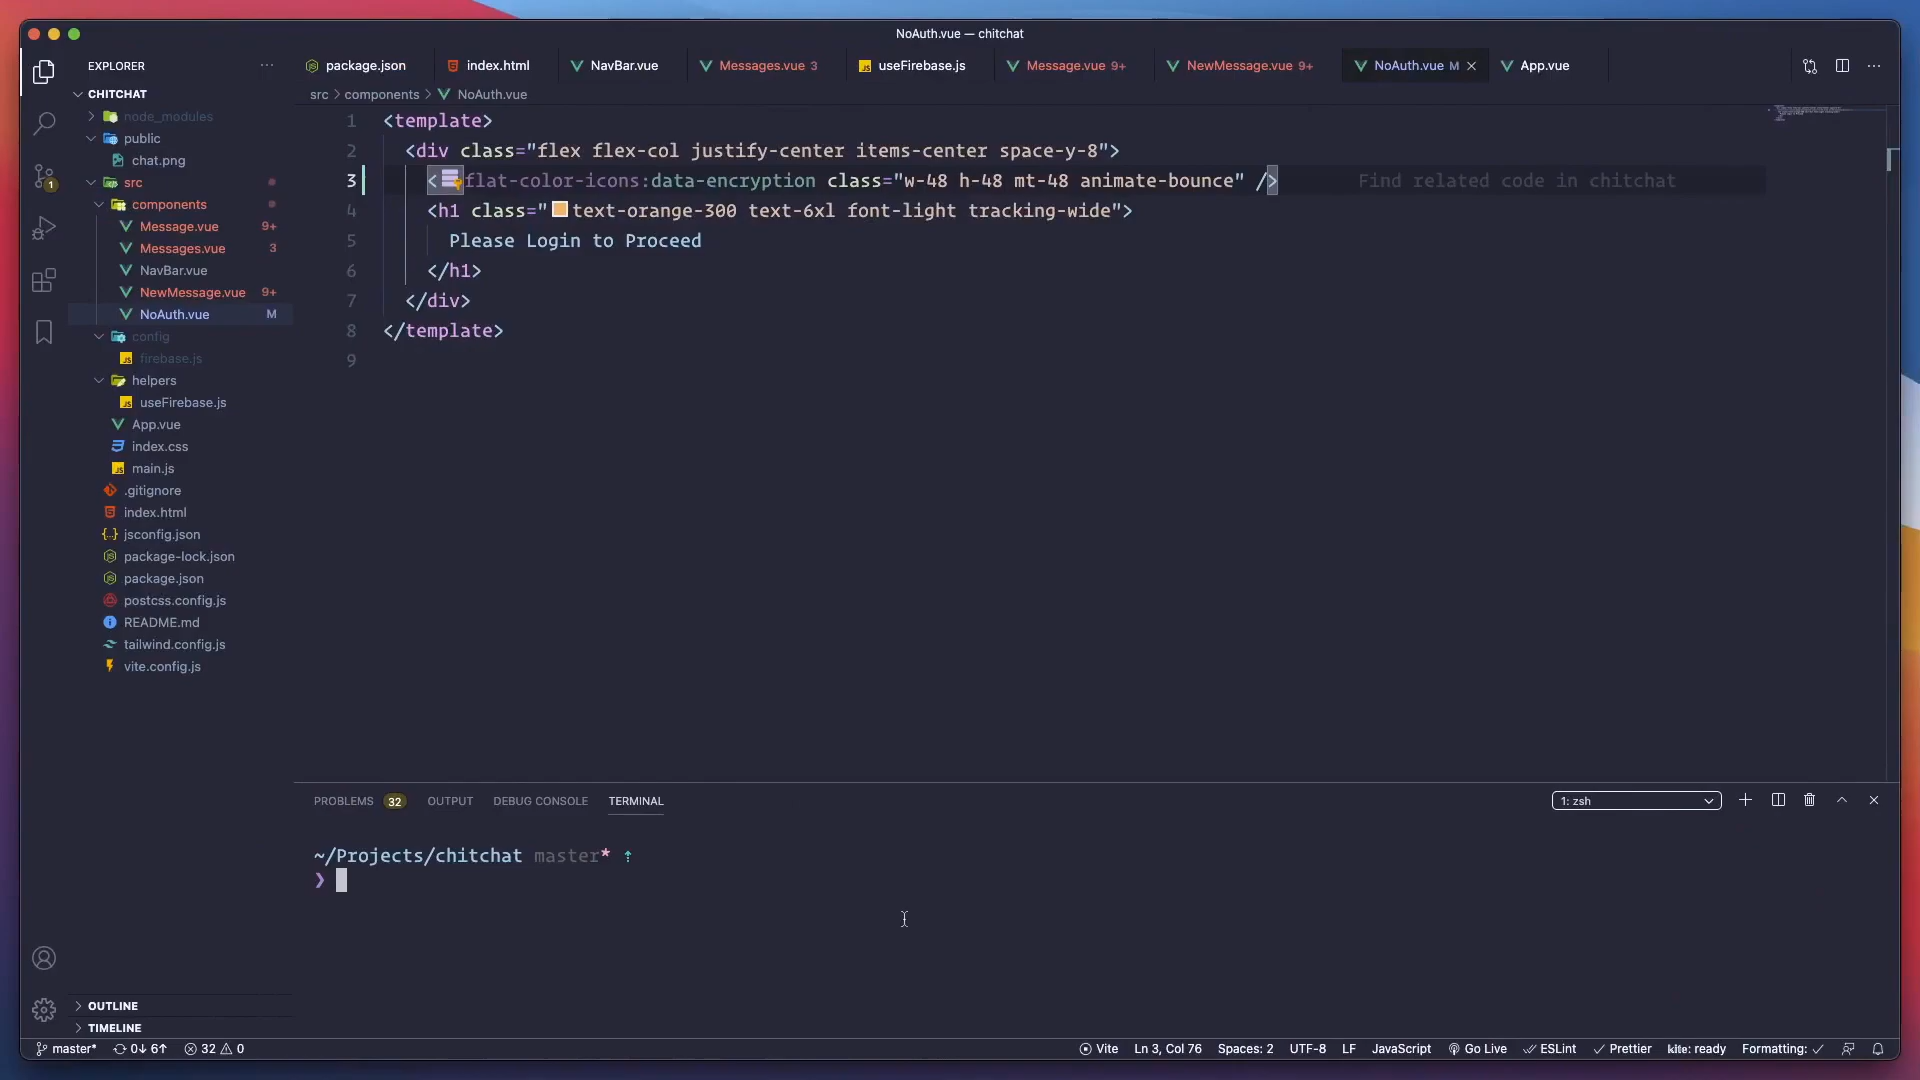 NoAuth.vue — chitchat
EXPLORER
package.json
index.html
NavBar.vue
Messages.vue 3
useFirebase.js
Message.vue 9+
NewMessage.vue 9+
NoAuth.vue M
App.vue
CHITCHAT
src > components > NoAuth.vue
node_modules
public
chat.png
src
components
Message.vue 9+
Messages.vue 3
NavBar.vue
NewMessage.vue 9+
NoAuth.vue M
config
firebase.js
helpers
useFirebase.js
App.vue
index.css
main.js
.gitignore
index.html
jsconfig.json
package-lock.json
package.json
postcss.config.js
README.md
tailwind.config.js
vite.config.js
OUTLINE
TIMELINE
1 <template>
2 <div class="flex flex-col justify-center items-center space-y-8">
3 <flat-color-icons:data-encryption class="w-48 h-48 mt-48 animate-bounce" /> Find related code in chitchat
4 <h1 class="text-orange-300 text-6xl font-light tracking-wide">
5 Please Login to Proceed
6 </h1>
7 </div>
8 </template>
9
PROBLEMS 32 OUTPUT DEBUG CONSOLE TERMINAL
1: zsh
~/Projects/chitchat master* ↑
❯
master* 0↓ 6↑ 32 0
Vite Ln 3, Col 76 Spaces: 2 UTF-8 LF JavaScript Go Live ESLint Prettier kite: ready Formatting: ✓